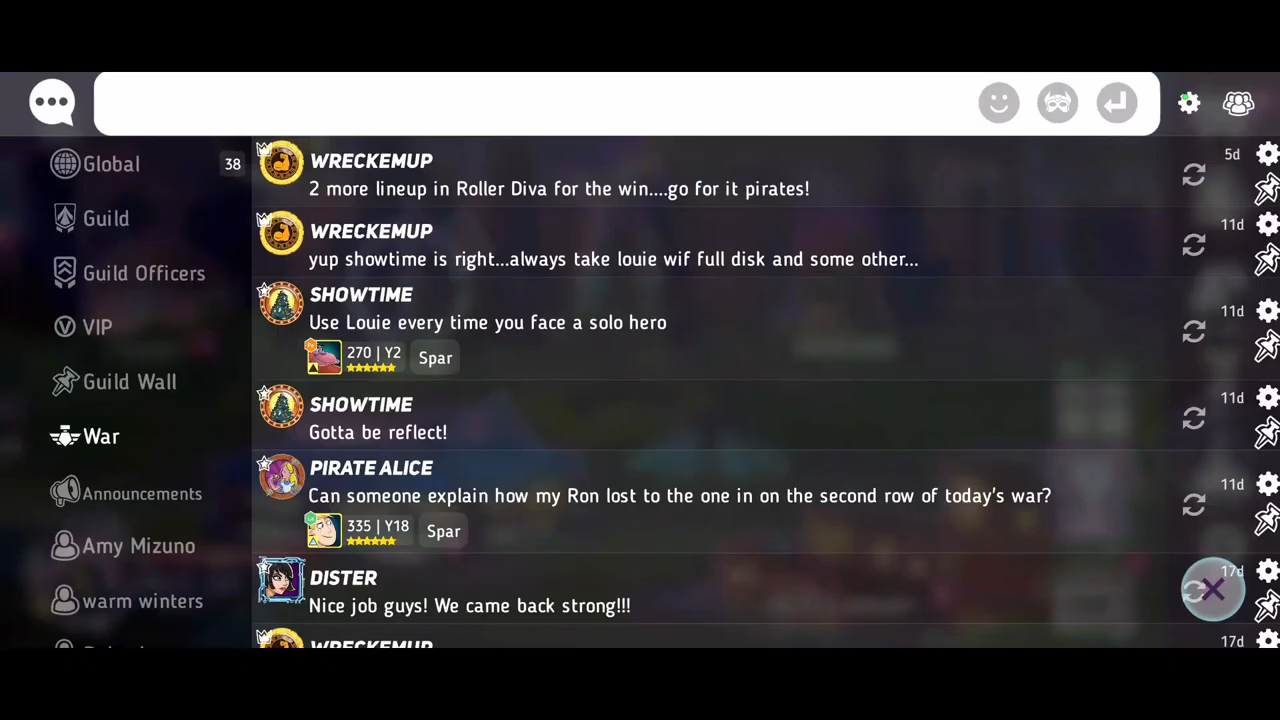 Global
38
Guild
Guild Officers
VIP
Guild Wall
War
Announcements
Amy Mizuno
warm winters
WRECKEMUP
5d
2 more lineup in Roller Diva for the win....go for it pirates!
WRECKEMUP
11d
yup showtime is right...always take louie wif full disk and some other...
SHOWTIME
11d
Use Louie every time you face a solo hero
270 | Y2
Spar
SHOWTIME
11d
Gotta be reflect!
PIRATE ALICE
11d
Can someone explain how my Ron lost to the one in on the second row of today's war?
335 | Y18
Spar
DISTER
17d
Nice job guys! We came back strong!!!
WRECKEMUP
17d